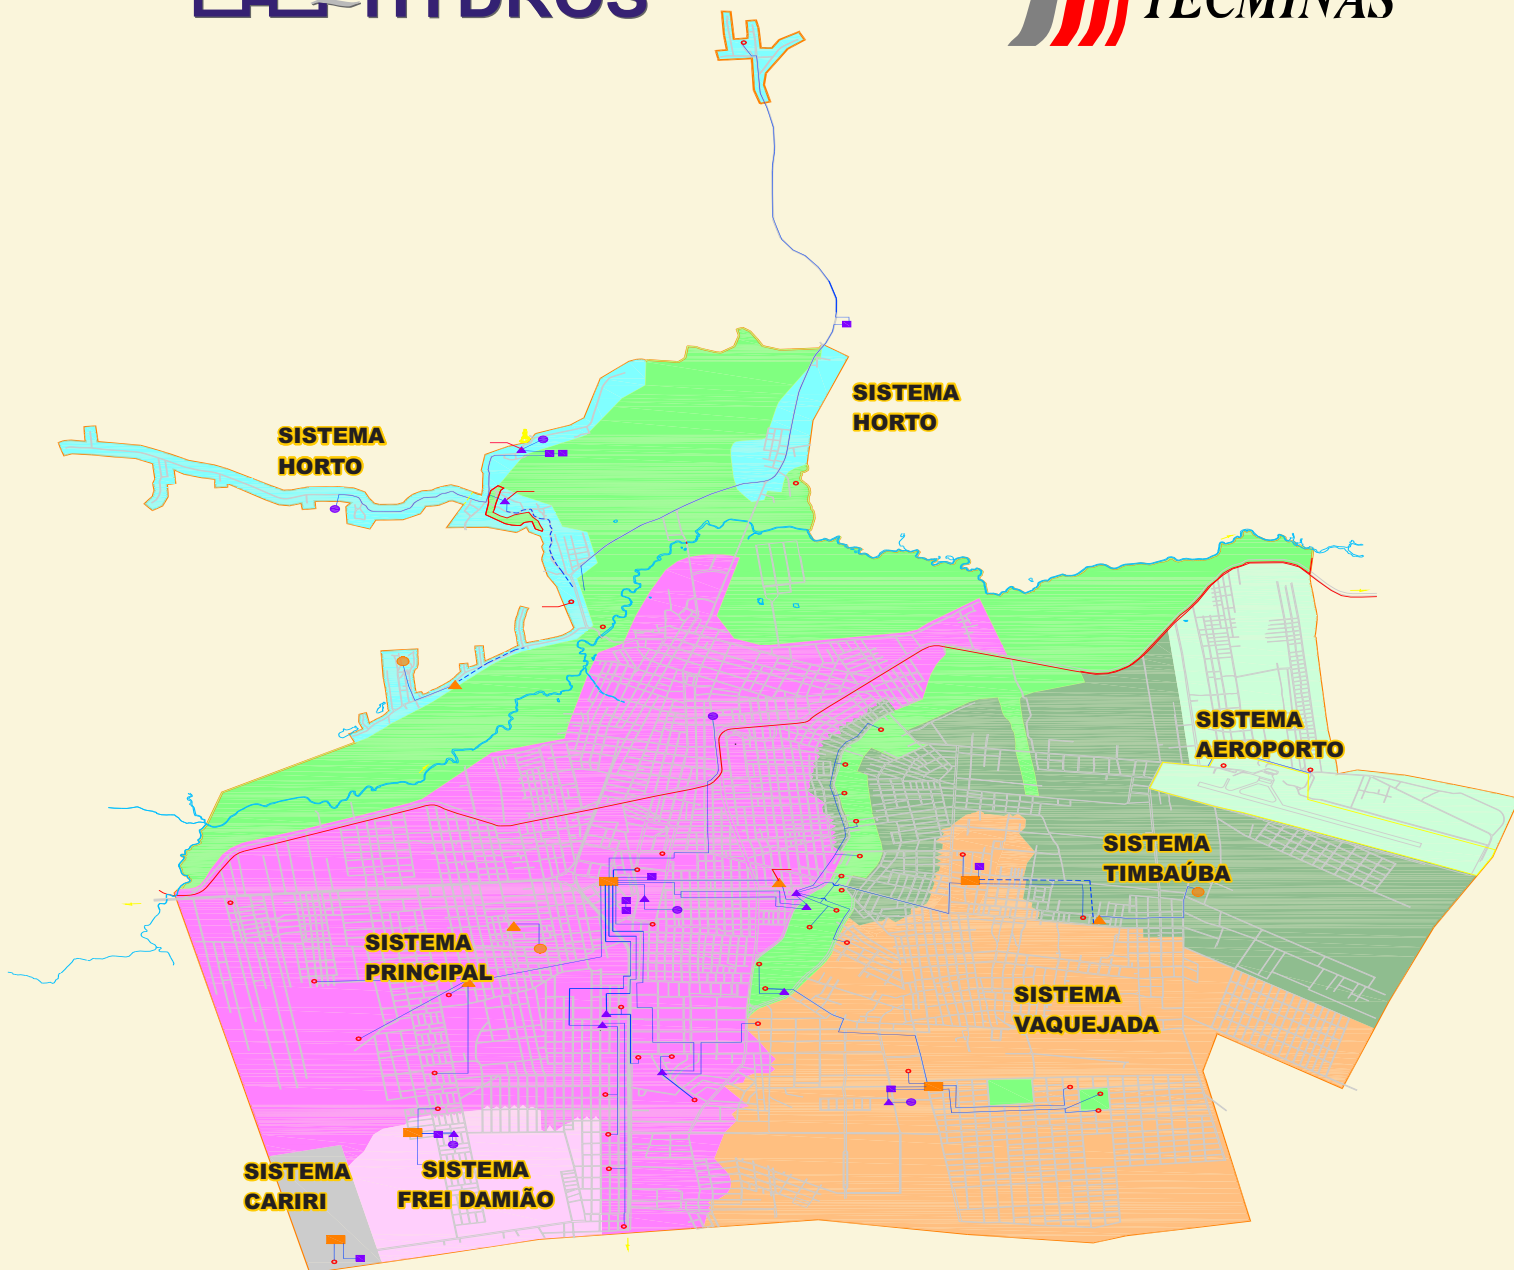 HYDROS
TECMINAS
SISTEMA
HORTO
SISTEMA
HORTO
SISTEMA
AEROPORTO
SISTEMA
TIMBAÚBA
SISTEMA
PRINCIPAL
SISTEMA
VAQUEJADA
SISTEMA
CARIRI
SISTEMA
FREI DAMIÃO